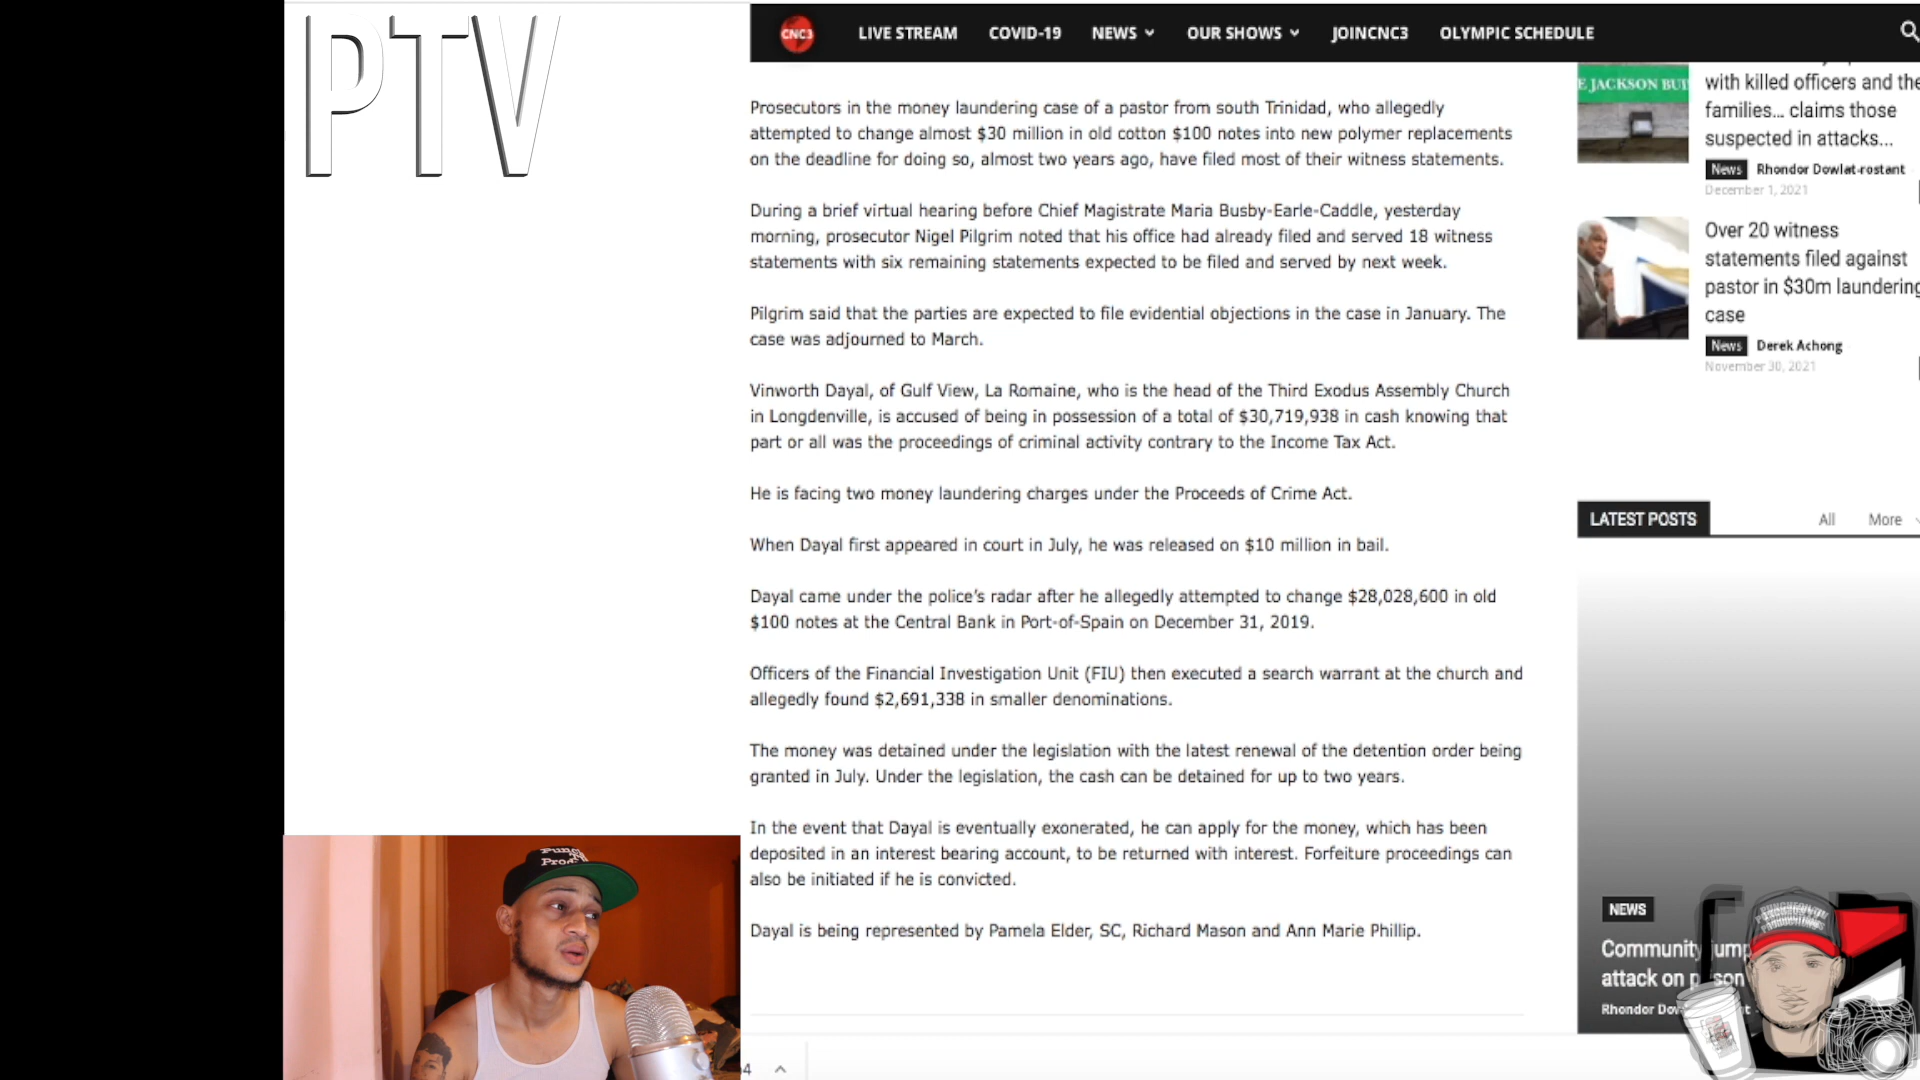 PTV
CNC3
LIVE STREAM COVID-19 NEWS OUR SHOWS JOINCNC3 OLYMPIC SCHEDULE
Prosecutors in the money laundering case of a pastor from south Trinidad, who allegedly
attempted to change almost $30 million in old cotton $100 notes into new polymer replacements
on the deadline for doing so, almost two years ago, have filed most of their witness statements.
During a brief virtual hearing before Chief Magistrate Maria Busby-Earle-Caddle, yesterday
morning, prosecutor Nigel Pilgrim noted that his office had already filed and served 18 witness
statements with six remaining statements expected to be filed and served by next week.
Pilgrim said that the parties are expected to file evidential objections in the case in January. The
case was adjourned to March.
Vinworth Dayal, of Gulf View, La Romaine, who is the head of the Third Exodus Assembly Church
in Longdenville, is accused of being in possession of a total of $30,719,938 in cash knowing that
part or all was the proceedings of criminal activity contrary to the Income Tax Act.
He is facing two money laundering charges under the Proceeds of Crime Act.
When Dayal first appeared in court in July, he was released on $10 million in bail.
Dayal came under the police's radar after he allegedly attempted to change $28,028,600 in old
$100 notes at the Central Bank in Port-of-Spain on December 31, 2019.
Officers of the Financial Investigation Unit (FIU) then executed a search warrant at the church and
allegedly found $2,691,338 in smaller denominations.
The money was detained under the legislation with the latest renewal of the detention order being
granted in July. Under the legislation, the cash can be detained for up to two years.
In the event that Dayal is eventually exonerated, he can apply for the money, which has been
deposited in an interest bearing account, to be returned with interest. Forfeiture proceedings can
also be initiated if he is convicted.
Dayal is being represented by Pamela Elder, SC, Richard Mason and Ann Marie Phillip.
4
E JACKSON BUI
with killed officers and the
families... claims those
suspected in attacks...
News Rhondor Dowlat-rostant
December 1, 2021
Over 20 witness
statements filed against
pastor in $30m laundering
case
News Derek Achong
November 30, 2021
LATEST POSTS All More
NEWS
Community
attack on
Rhondor